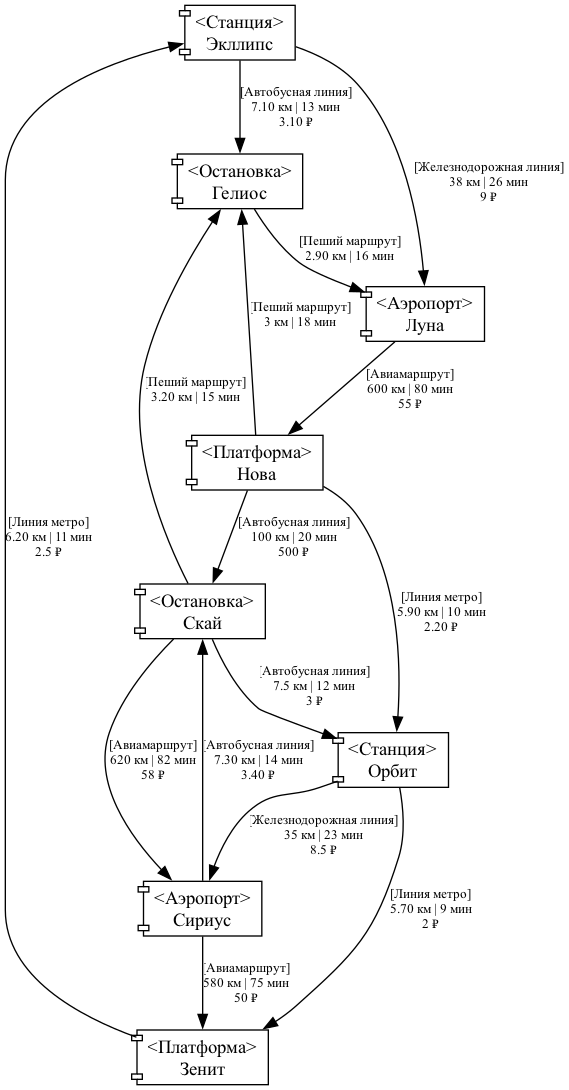 <Станция>
Экллипс
[Автобусная линия]
7.10 км | 13 мин
3.10 ₽
[Железнодорожная линия]
38 км | 26 мин
9 ₽
<Остановка>
Гелиос
[Пеший маршрут]
2.90 км | 16 мин
<Аэропорт>
Луна
[Пеший маршрут]
3 км | 18 мин
[Авиамаршрут]
600 км | 80 мин
55 ₽
[Пеший маршрут]
3.20 км | 15 мин
<Платформа>
Нова
[Линия метро]
6.20 км | 11 мин
2.5 ₽
[Автобусная линия]
100 км | 20 мин
500 ₽
[Линия метро]
5.90 км | 10 мин
2.20 ₽
<Остановка>
Скай
[Автобусная линия]
7.5 км | 12 мин
3 ₽
[Авиамаршрут]
620 км | 82 мин
58 ₽
[Автобусная линия]
7.30 км | 14 мин
3.40 ₽
<Станция>
Орбит
[Железнодорожная линия]
35 км | 23 мин
8.5 ₽
<Аэропорт>
Сириус
[Линия метро]
5.70 км | 9 мин
2 ₽
[Авиамаршрут]
580 км | 75 мин
50 ₽
<Платформа>
Зенит